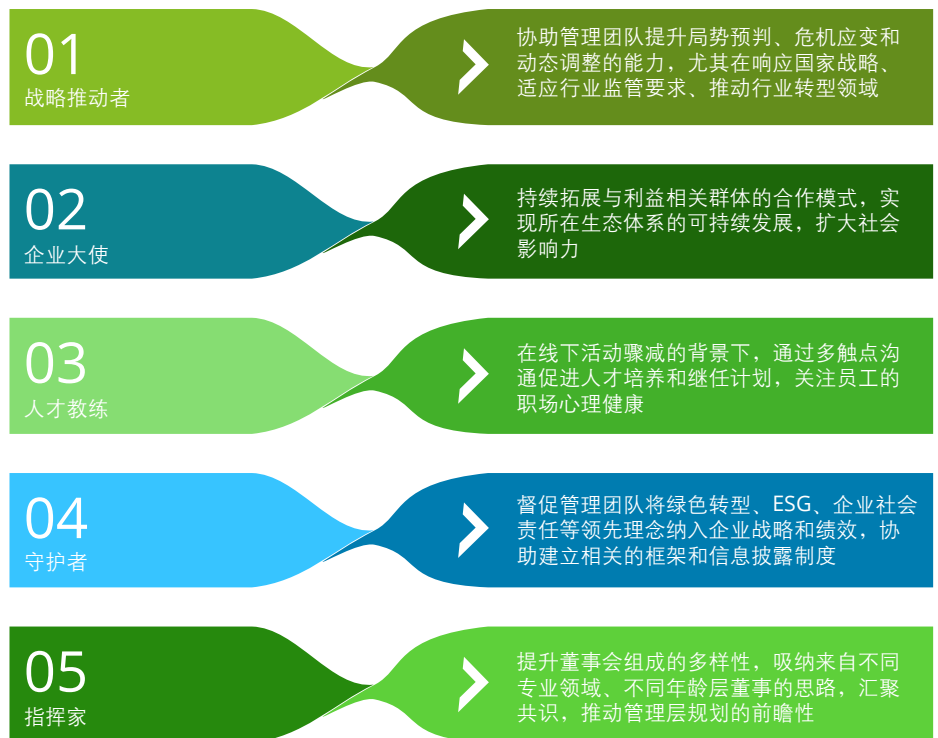 01
战略推动者
协助管理团队提升局势预判、危机应变和
动态调整的能力，尤其在响应国家战略、
适应行业监管要求、推动行业转型领域
02
企业大使
持续拓展与利益相关群体的合作模式，实
现所在生态体系的可持续发展，扩大社会
影响力
03
人才教练
在线下活动骤减的背景下，通过多触点沟
通促进人才培养和继任计划，关注员工的
职场心理健康
04
守护者
督促管理团队将绿色转型、ESG、企业社会
责任等领先理念纳入企业战略和绩效，协
助建立相关的框架和信息披露制度
05
指挥家
提升董事会组成的多样性，吸纳来自不同
专业领域、不同年龄层董事的思路，汇聚
共识，推动管理层规划的前瞻性